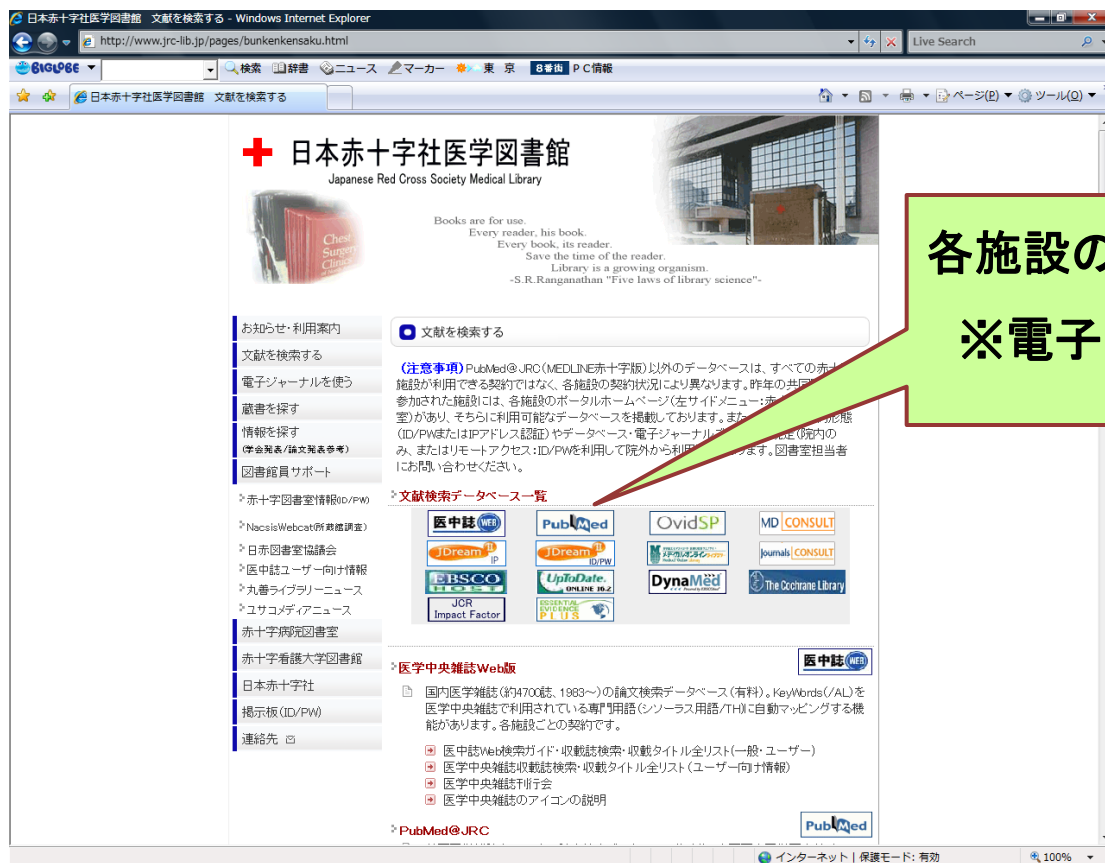 日本赤十字社医学図書館 文献を検索する - Windows Internet Explorer
http://www.jrc-lib.jp/pages/bunkenkensaku.html
Live Search
BIGLOBE
検索 辞書 ニュース マーカー 東 京 8番街 ＰＣ情報
日本赤十字社医学図書館 文献を検索する
ページ(P) ツール(O)
日本赤十字社医学図書館
Japanese Red Cross Society Medical Library
Chest
Surgery
Clinics
Books are for use.
Every reader, his book.
Every book, its reader.
Save the time of the reader.
Library is a growing organism.
-S.R.Ranganathan "Five laws of library science"-
各施設の
※電子
お知らせ・利用案内
文献を検索する
電子ジャーナルを使う
蔵書を探す
情報を探す
(学会発表/論文発表参考)
図書館員サポート
赤十字図書室情報(ID/PW)
NacsisWebcat(所蔵館調査)
日赤図書室協議会
医中誌ユーザー向け情報
丸善ライブラリーニュース
ユサコメディアニュース
赤十字病院図書室
赤十字看護大学図書館
日本赤十字社
掲示板(ID/PW)
連絡先
文献を検索する
(注意事項)PubMed@JRC(MEDLINE赤十字版)以外のデータベースは、すべての赤十
施設が利用できる契約ではなく、各施設の契約状況により異なります。昨年の共同
参加された施設には、各施設のポータルホームページ(左サイドメニュー:
室)があり、そちらに利用可能なデータベースを掲載しております。また
形態
(ID/PWまたはIPアドレス認証)やデータベース・電子ジャーナル
定(院内の
み、またはリモートアクセス:ID/PWを利用して院外から利用
ります。図書室担当者
にお問い合わせください。
文献検索データベース一覧
医中誌WEB PubMed OvidSP MD CONSULT
JDreamII IP JDreamII ID/PW メディカルオンライン Journals CONSULT
EBSCO HOST UpToDate. ONLINE 16.2 DynaMed The Cochrane Library
JCR Impact Factor ESSENTIAL EVIDENCE PLUS
医学中央雑誌Web版
医中誌WEB
国内医学雑誌(約4700誌、1983～)の論文検索データベース(有料)。KeyWords(/AL)を
医学中央雑誌で利用されている専門用語(シソーラス用語/TH)に自動マッピングする機
能があります。各施設ごとの契約です。
医中誌Web検索ガイド・収載誌検索・収載タイトル全リスト(一般・ユーザー)
医学中央雑誌収載誌検索・収載タイトル全リスト(ユーザー向け情報)
医学中央雑誌刊行会
医学中央雑誌のアイコンの説明
PubMed@JRC
PubMed
インターネット | 保護モード: 有効
100%